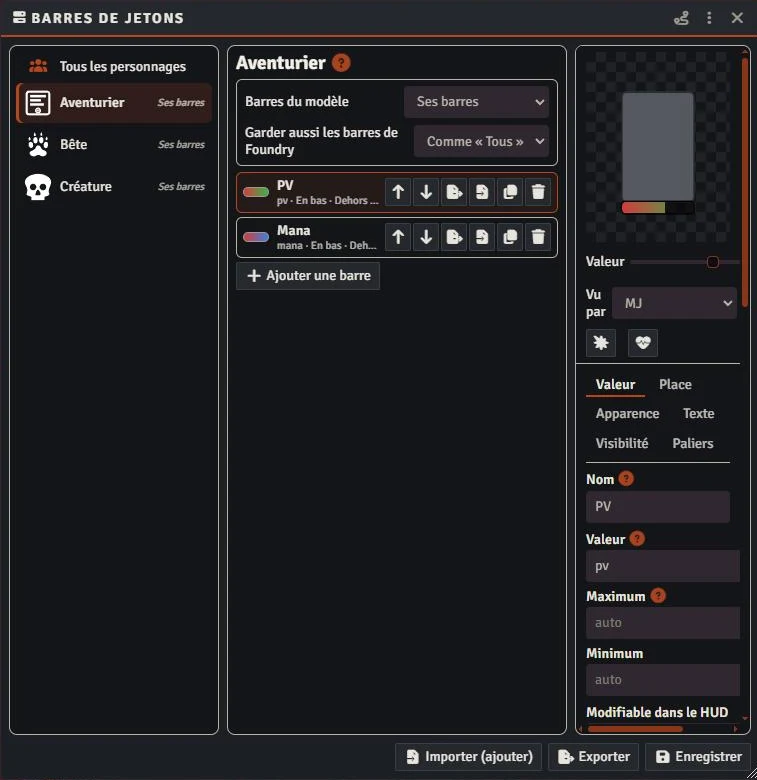 BARRES DE JETONS
Tous les personnages
Aventurier Ses barres
Bête Ses barres
Créature Ses barres
Aventurier ?
Barres du modèle Ses barres
Garder aussi les barres de
Foundry
Comme « Tous »
PV
pv · En bas · Dehors ...
Mana
mana · En bas · Deh...
Ajouter une barre
Valeur
Vu
par
MJ
Valeur Place
Apparence Texte
Visibilité Paliers
Nom ?
PV
Valeur ?
pv
Maximum ?
auto
Minimum
auto
Modifiable dans le HUD
Importer (ajouter) Exporter Enregistrer